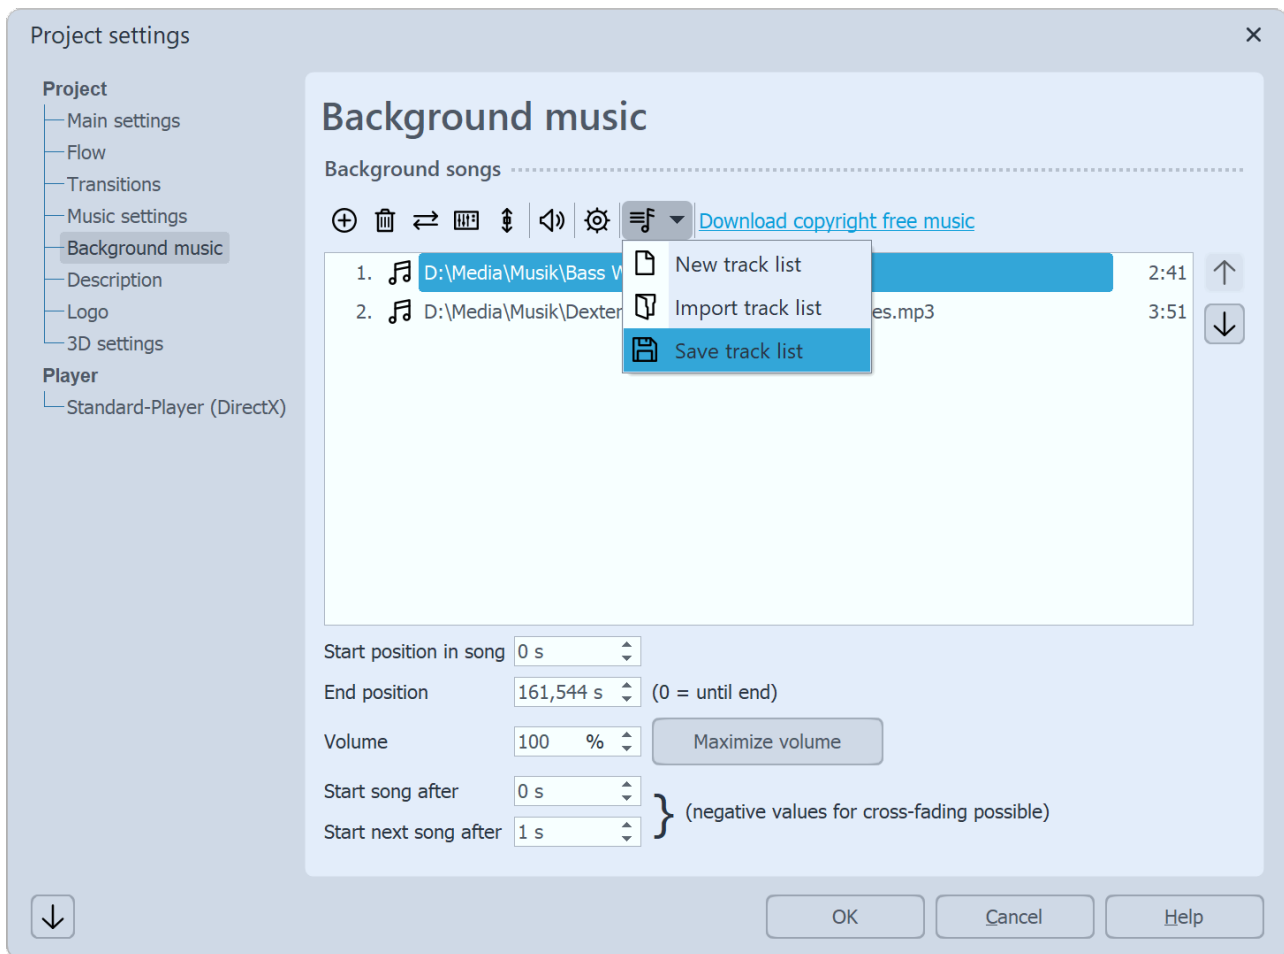 Project settings
Project
Main settings
Flow
Transitions
Music settings
Background music
Description
Logo
3D settings
Player
Standard-Player (DirectX)
Background music
Background songs
Download copyright free music
New track list
Import track list
Save track list
1. D:\Media\Musik\Bass 2:41
2. D:\Media\Musik\Dexter es.mp3 3:51
Start position in song 0 s
End position 161,544 s (0 = until end)
Volume 100 % Maximize volume
Start song after 0 s
(negative values for cross-fading possible)
Start next song after 1 s
OK Cancel Help